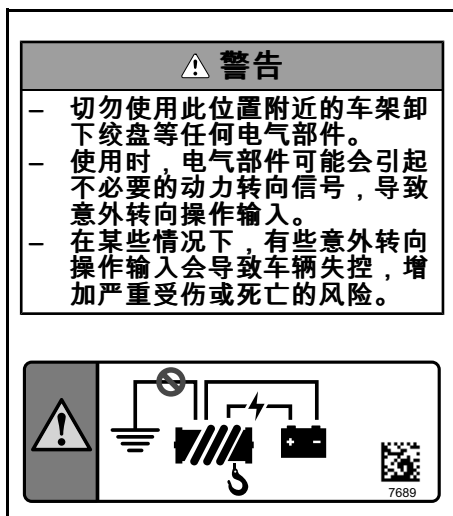 警告
– 切勿使用此位置附近的车架卸
下绞盘等任何电气部件。
– 使用时，电气部件可能会引起
不必要的动力转向信号，导致
意外转向操作输入。
– 在某些情况下，有些意外转向
操作输入会导致车辆失控，增
加严重受伤或死亡的风险。
7689